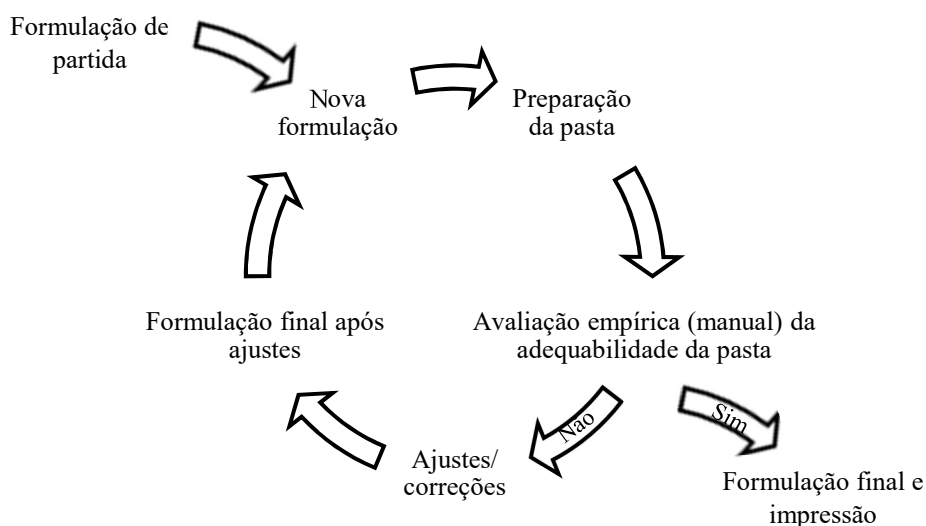 Formulação de
partida
Nova
formulação
Preparação
da pasta
Avaliação empírica (manual) da
adequabilidade da pasta
Não
Sim
Ajustes/
correções
Formulação final após
ajustes
Formulação final e
impressão